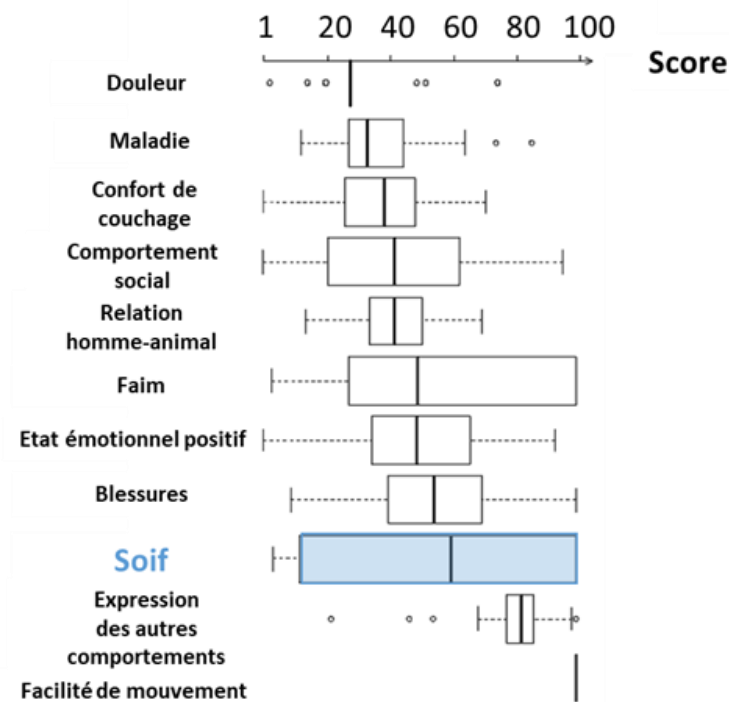 1 20 40 60 80 100
Score
Douleur
Maladie
Confort de
couchage
Comportement
social
Relation
homme-animal
Faim
Etat émotionnel positif
Blessures
Soif
Expression
des autres
comportements
Facilité de mouvement